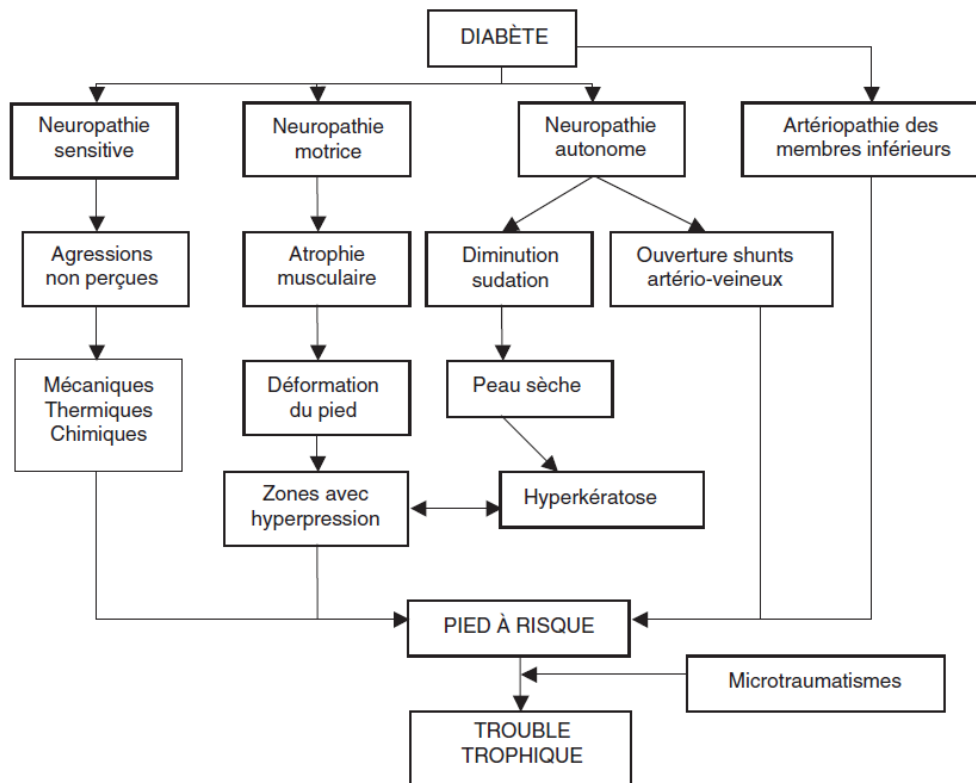 DIABÈTE
Neuropathie
sensitive
Neuropathie
motrice
Neuropathie
autonome
Artériopathie des
membres inférieurs
Agressions
non perçues
Atrophie
musculaire
Diminution
sudation
Ouverture shunts
artério-veineux
Mécaniques
Thermiques
Chimiques
Déformation
du pied
Peau sèche
Zones avec
hyperpression
Hyperkératose
PIED À RISQUE
Microtraumatismes
TROUBLE
TROPHIQUE